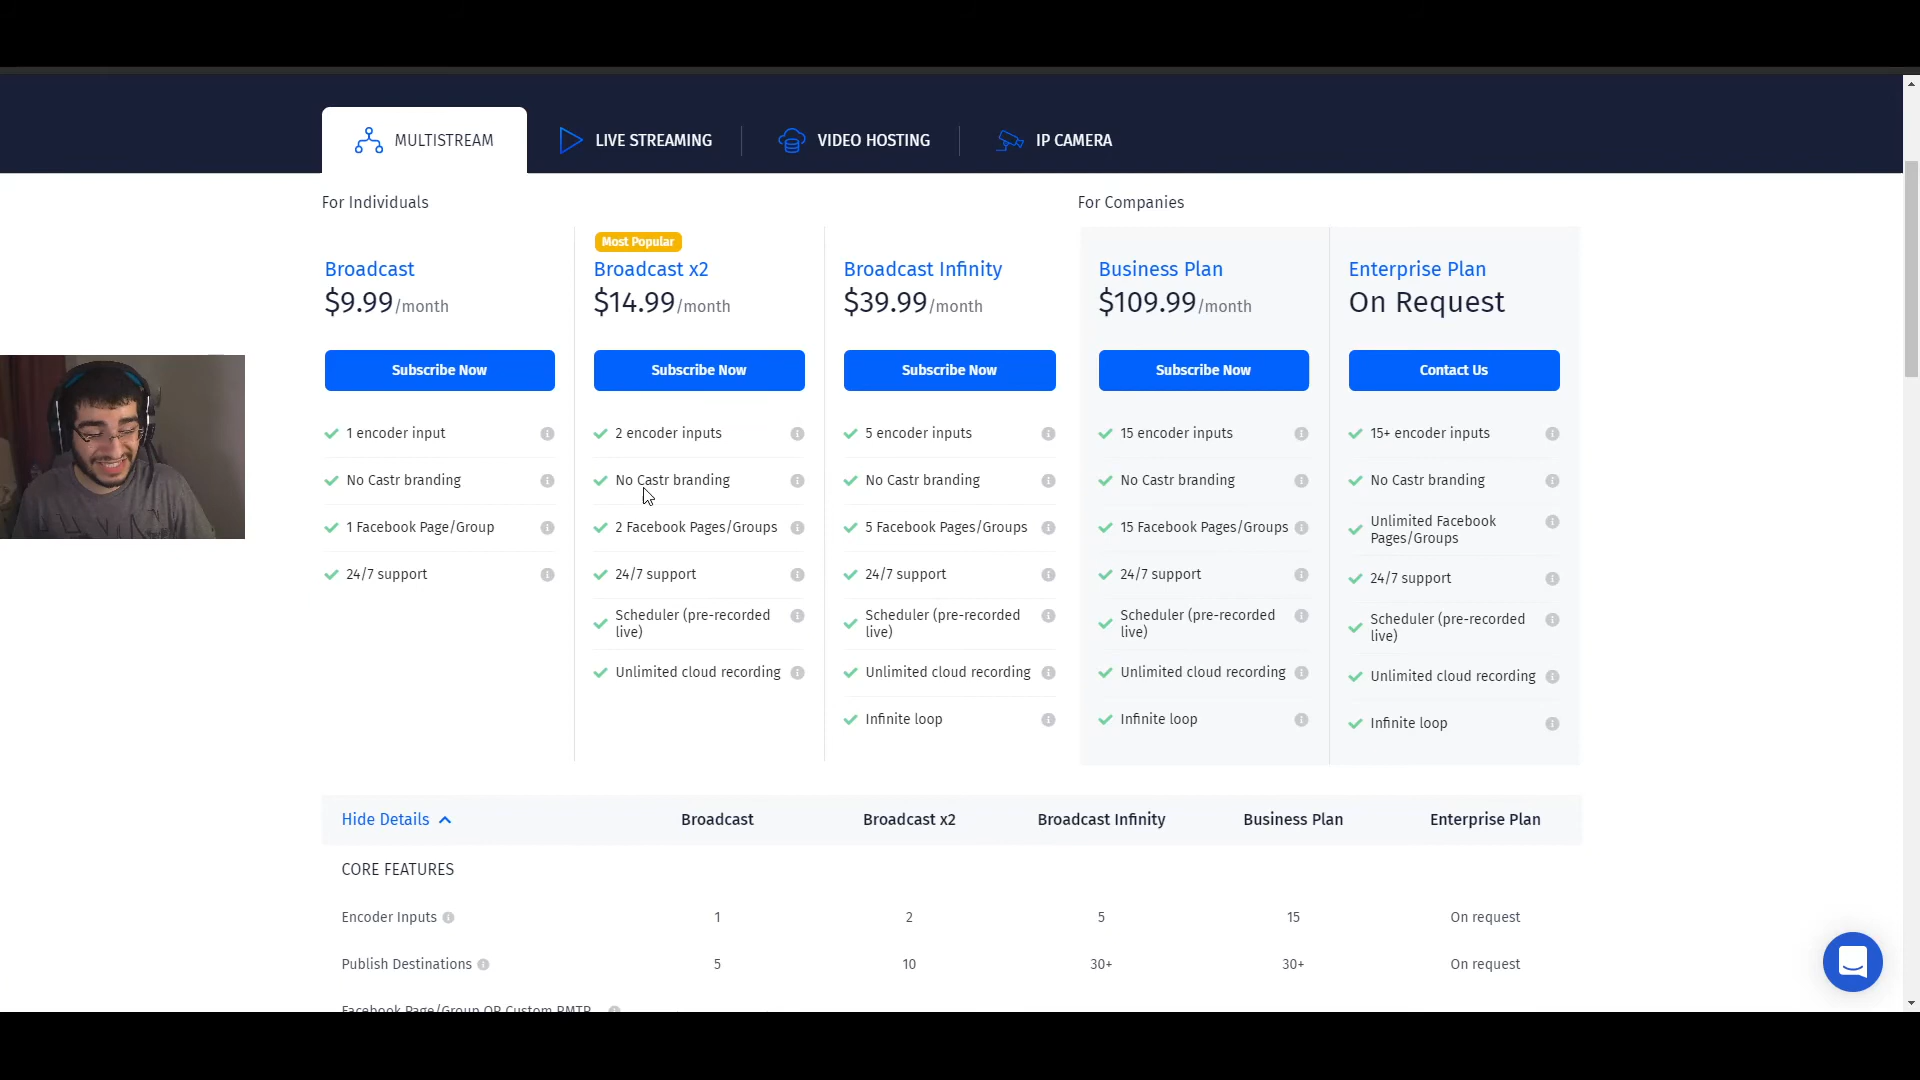 MULTISTREAM
LIVE STREAMING
VIDEO HOSTING
IP CAMERA
For Individuals
For Companies
Most Popular
Broadcast
$9.99/month
Subscribe Now
1 encoder input
No Castr branding
1 Facebook Page/Group
24/7 support
Broadcast x2
$14.99/month
Subscribe Now
2 encoder inputs
No Castr branding
2 Facebook Pages/Groups
24/7 support
Scheduler (pre-recorded
live)
Unlimited cloud recording
Broadcast Infinity
$39.99/month
Subscribe Now
5 encoder inputs
No Castr branding
5 Facebook Pages/Groups
24/7 support
Scheduler (pre-recorded
live)
Unlimited cloud recording
Infinite loop
Business Plan
$109.99/month
Subscribe Now
15 encoder inputs
No Castr branding
15 Facebook Pages/Groups
24/7 support
Scheduler (pre-recorded
live)
Unlimited cloud recording
Infinite loop
Enterprise Plan
On Request
Contact Us
15+ encoder inputs
No Castr branding
Unlimited Facebook
Pages/Groups
24/7 support
Scheduler (pre-recorded
live)
Unlimited cloud recording
Infinite loop
Hide Details Broadcast Broadcast x2 Broadcast Infinity Business Plan Enterprise Plan
CORE FEATURES
Encoder Inputs 1 2 5 15 On request
Publish Destinations 5 10 30+ 30+ On request
Facebook Page/Group OR Custom RMTP